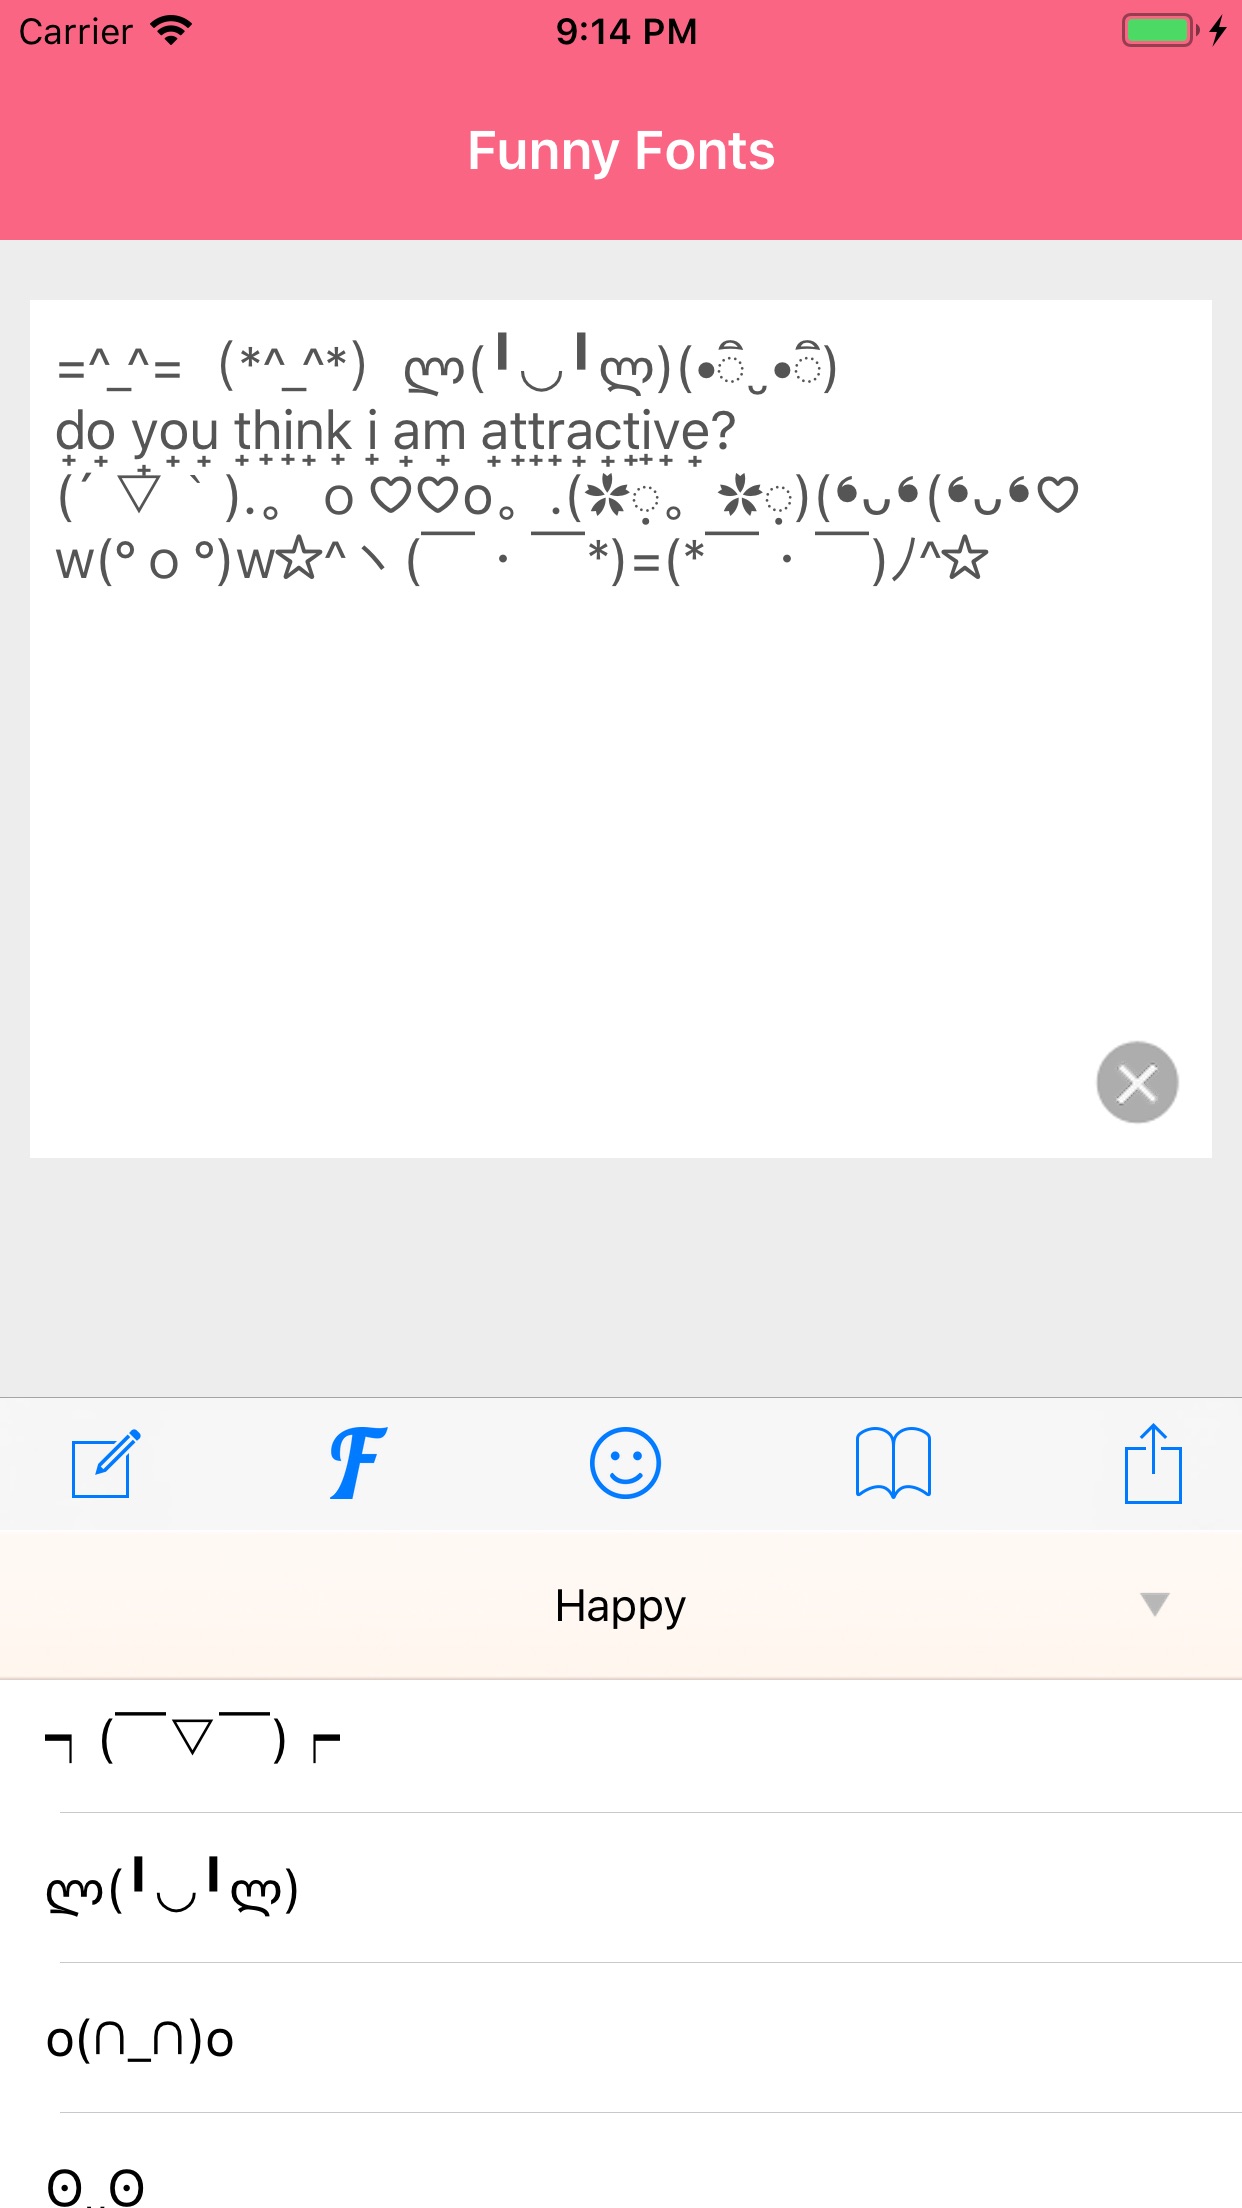 Carrier 9:14 PM
Funny Fonts
=^_^=  (*^_^*)  ლ(╹◡╹ლ)(•ී˯•ී)
d̟o̟ y̟o̟u̟ t̟h̟i̟n̟k̟ i̟ a̟m̟ a̟t̟t̟r̟a̟c̟t̟i̟v̟e̟?
(´ ▽ ` ).。 o ♡♡o。 .(✲ฺ。 ✲ฺ)(❛ᴗ❛(❛ᴗ❛♡
w(° o °)w☆^ヽ(￣・￣*)=(*￣・￣)ノ^☆
Happy
┑(￣▽￣)┍
ლ(╹◡╹ლ)
o(∩_∩)o
ʘ̤ʘ